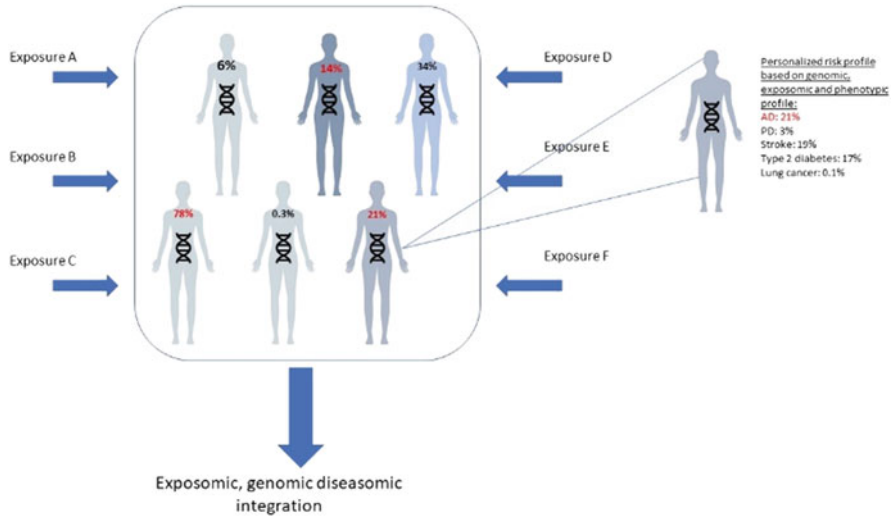 Exposure A
Exposure B
Exposure C
6%
14%
34%
78%
0.3%
21%
Exposure D
Exposure E
Exposure F
Personalized risk profile
based on genomic,
exposomic and phenotypic
profile:
AD: 21%
PD: 3%
Stroke: 19%
Type 2 diabetes: 17%
Lung cancer: 0.1%
Exposomic, genomic diseasomic
integration